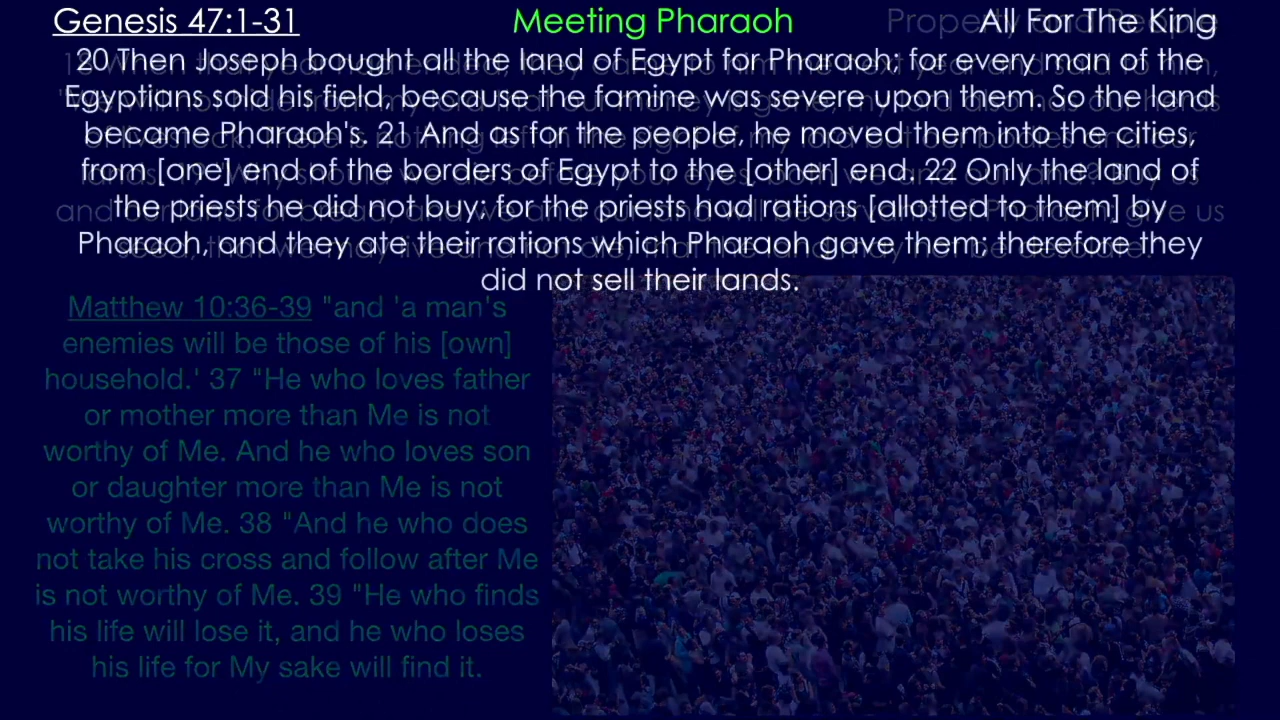 Genesis 47:1-31 Meeting Pharaoh All For The King
20 Then Joseph bought all the land of Egypt for Pharaoh; for every man of the
Egyptians sold his field, because the famine was severe upon them. So the land
became Pharaoh's. 21 And as for the people, he moved them into the cities,
from [one] end of the borders of Egypt to the [other] end. 22 Only the land of
the priests he did not buy; for the priests had rations [allotted to them] by
Pharaoh, and they ate their rations which Pharaoh gave them; therefore they
did not sell their lands.
Matthew 10:36-39 "and 'a man's
enemies will be those of his [own]
household.' 37 "He who loves father
or mother more than Me is not
worthy of Me. And he who loves son
or daughter more than Me is not
worthy of Me. 38 "And he who does
not take his cross and follow after Me
is not worthy of Me. 39 "He who finds
his life will lose it, and he who loses
his life for My sake will find it.